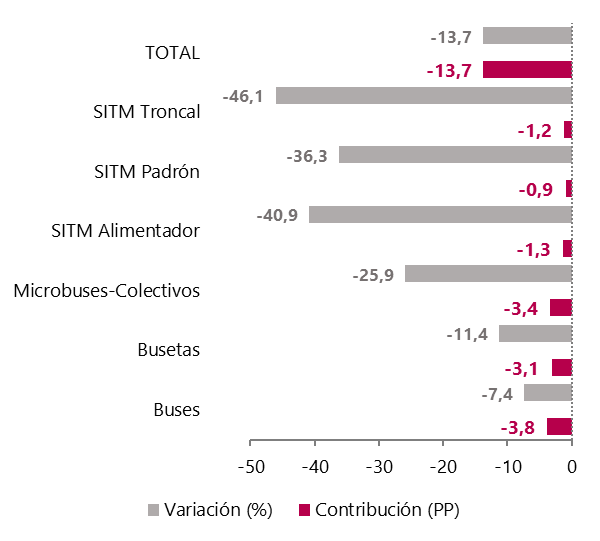 TOTAL
-13,7
-13,7
SITM Troncal
-46,1
-1,2
SITM Padrón
-36,3
-0,9
SITM Alimentador
-40,9
-1,3
Microbuses-Colectivos
-25,9
-3,4
Busetas
-11,4
-3,1
Buses
-7,4
-3,8
-50 -40 -30 -20 -10 0
Variación (%) Contribución (PP)